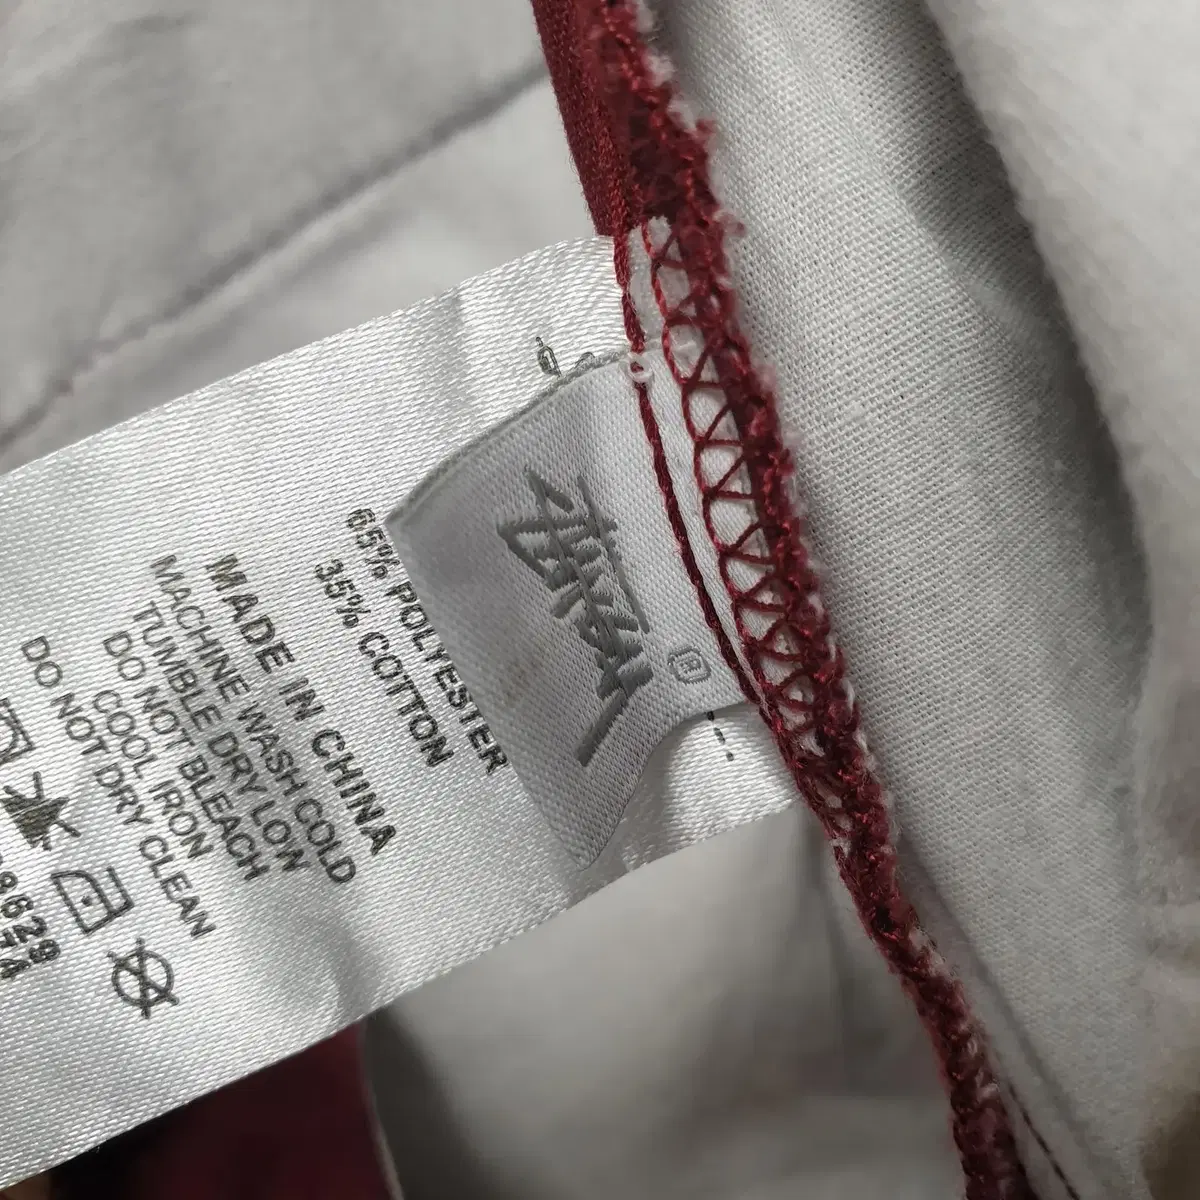 STÜSSY
®
65% POLYESTER
35% COTTON
MADE IN CHINA
MACHINE WASH COLD
TUMBLE DRY LOW
DO NOT BLEACH
COOL IRON
DO NOT DRY CLEAN